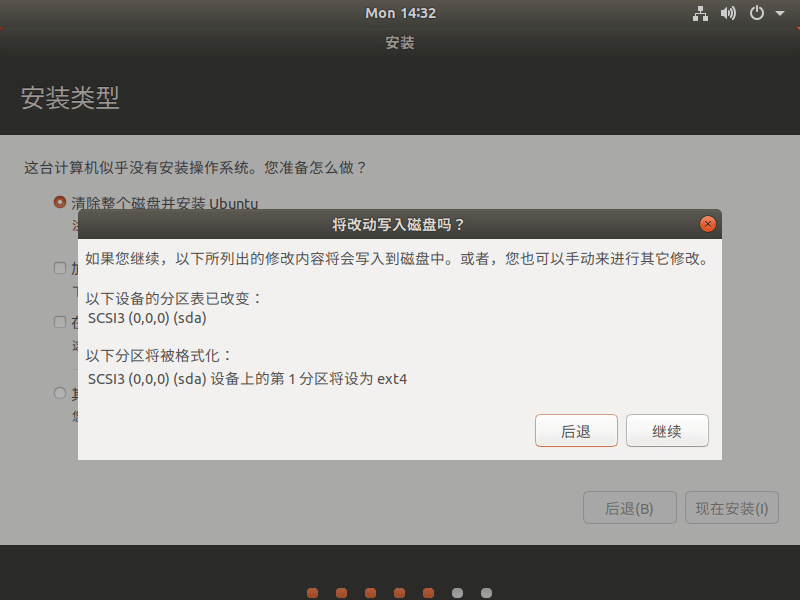 Mon 14:32
安装
安装类型
这台计算机似乎没有安装操作系统。您准备怎么做？
清除整个磁盘并安装 Ubuntu
将改动写入磁盘吗？
如果您继续，以下所列出的修改内容将会写入到磁盘中。或者，您也可以手动来进行其它修改。
以下设备的分区表已改变：
SCSI3 (0,0,0) (sda)
以下分区将被格式化：
SCSI3 (0,0,0) (sda) 设备上的第 1 分区将设为 ext4
后退 继续
后退(B) 现在安装(I)